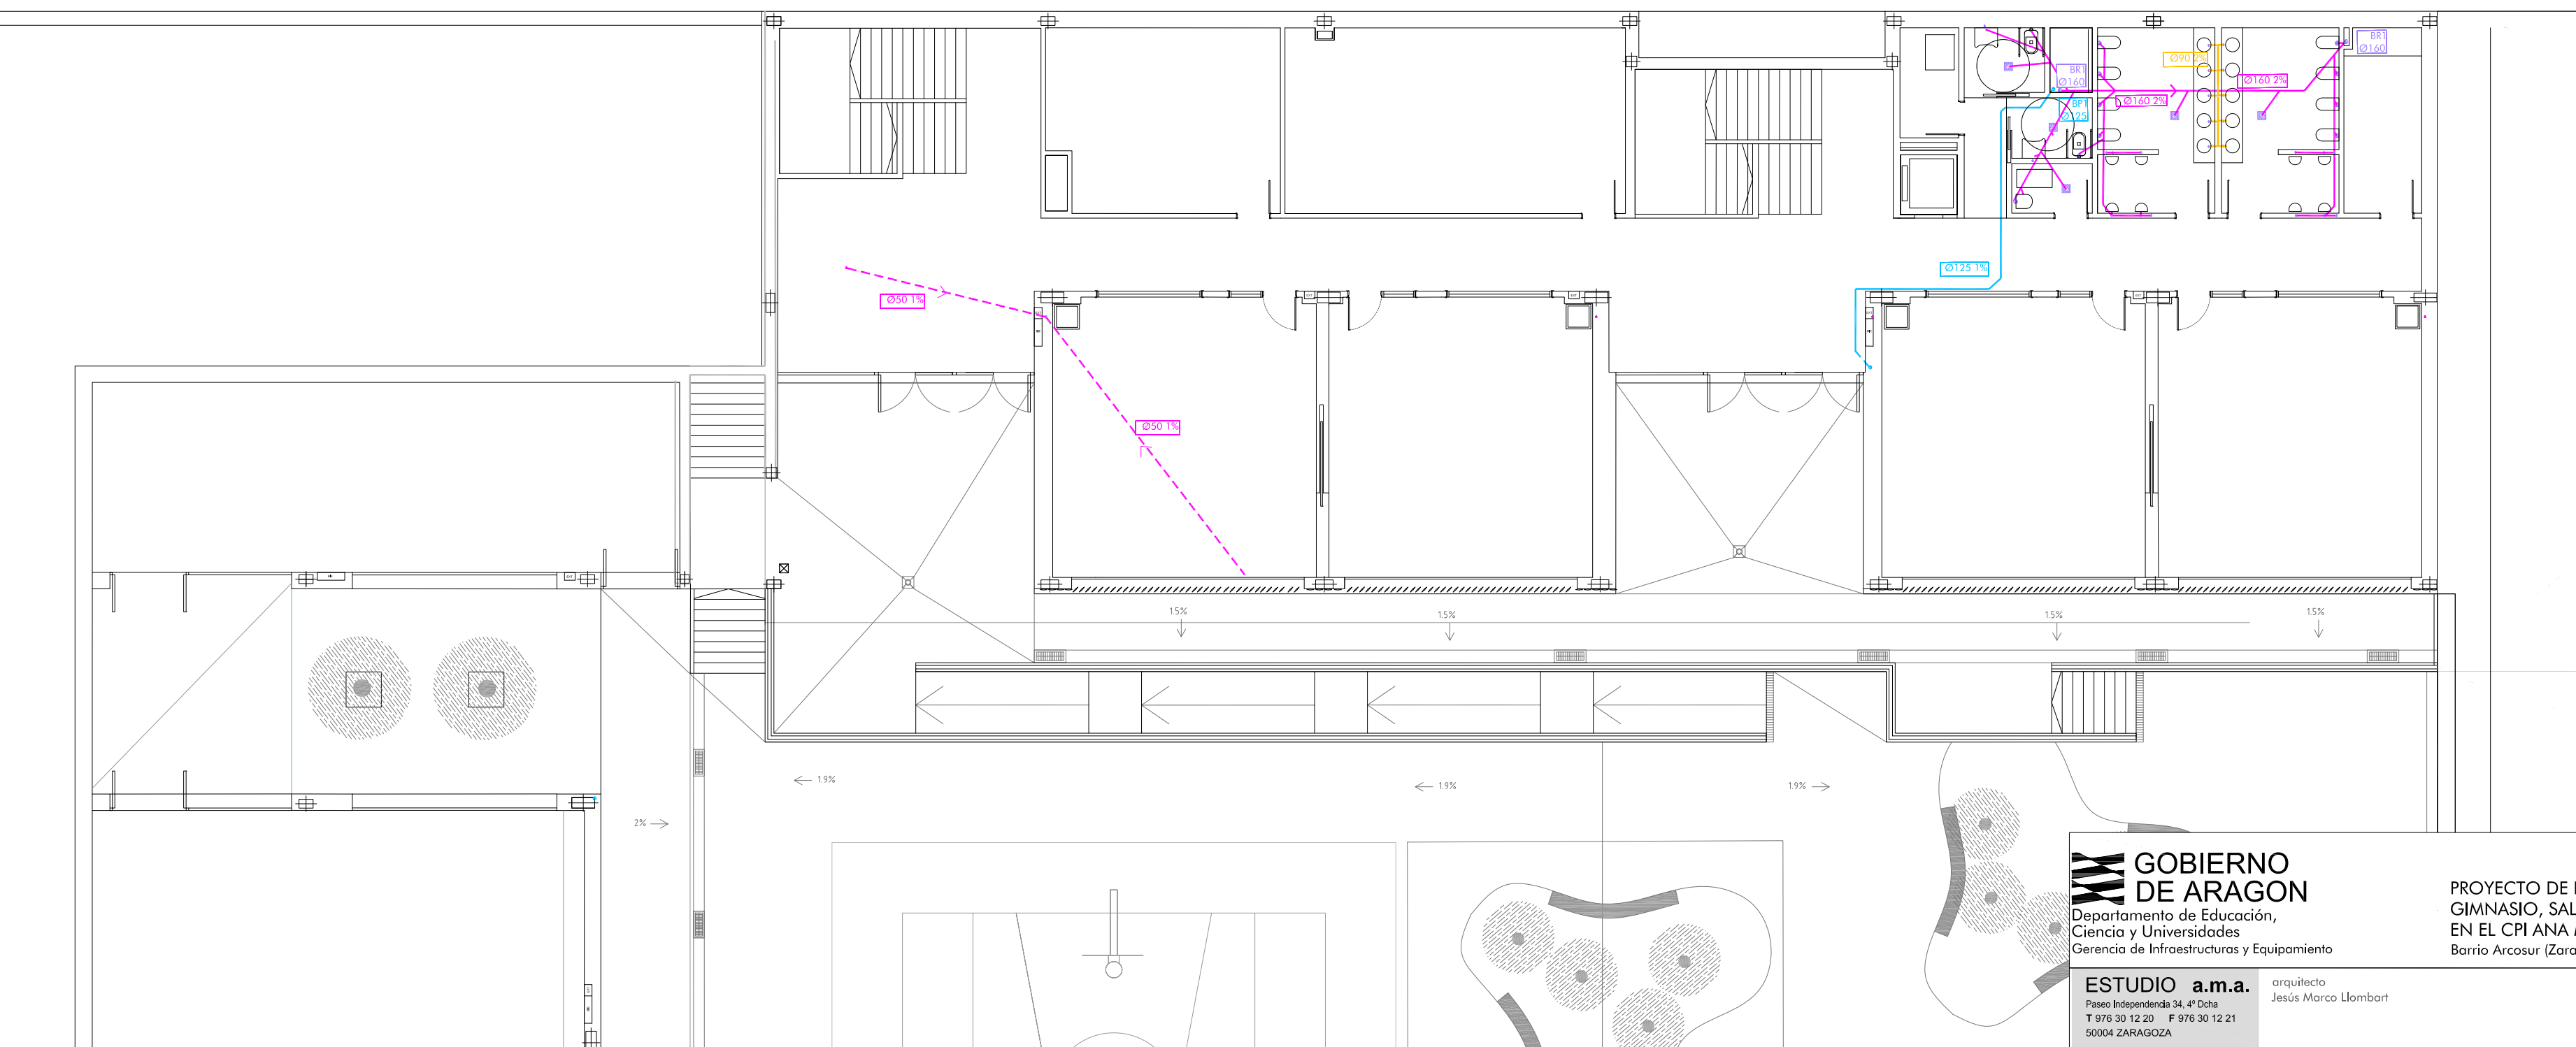 BR1
Ø160
Ø90 2%
BR1
Ø160
Ø160 2%
Ø160 2%
BP1
Ø125
Ø125 1%
Ø50 1%
Ø50 1%
1.5%
1.5%
1.5%
1.5%
1.9%
1.9%
1.9%
2%
GOBIERNO
DE ARAGON
Departamento de Educación,
Ciencia y Universidades
Gerencia de Infraestructuras y Equipamiento
PROYECTO DE
GIMNASIO, SAL
EN EL CPI ANA
Barrio Arcosur (Zara
ESTUDIO a.m.a.
Paseo Independencia 34, 4º Dcha
T 976 30 12 20 F 976 30 12 21
50004 ZARAGOZA
arquitecto
Jesús Marco Llombart